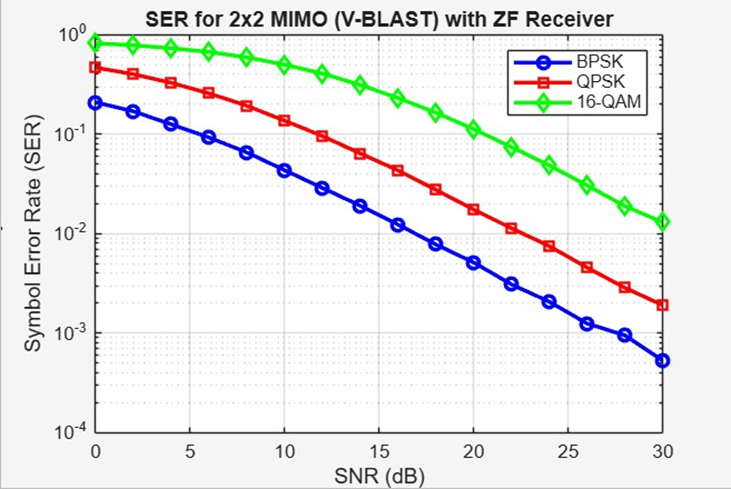 SER for 2x2 MIMO (V-BLAST) with ZF Receiver
BPSK
QPSK
16-QAM
Symbol Error Rate (SER)
10^0
10^-1
10^-2
10^-3
10^-4
0 5 10 15 20 25 30
SNR (dB)